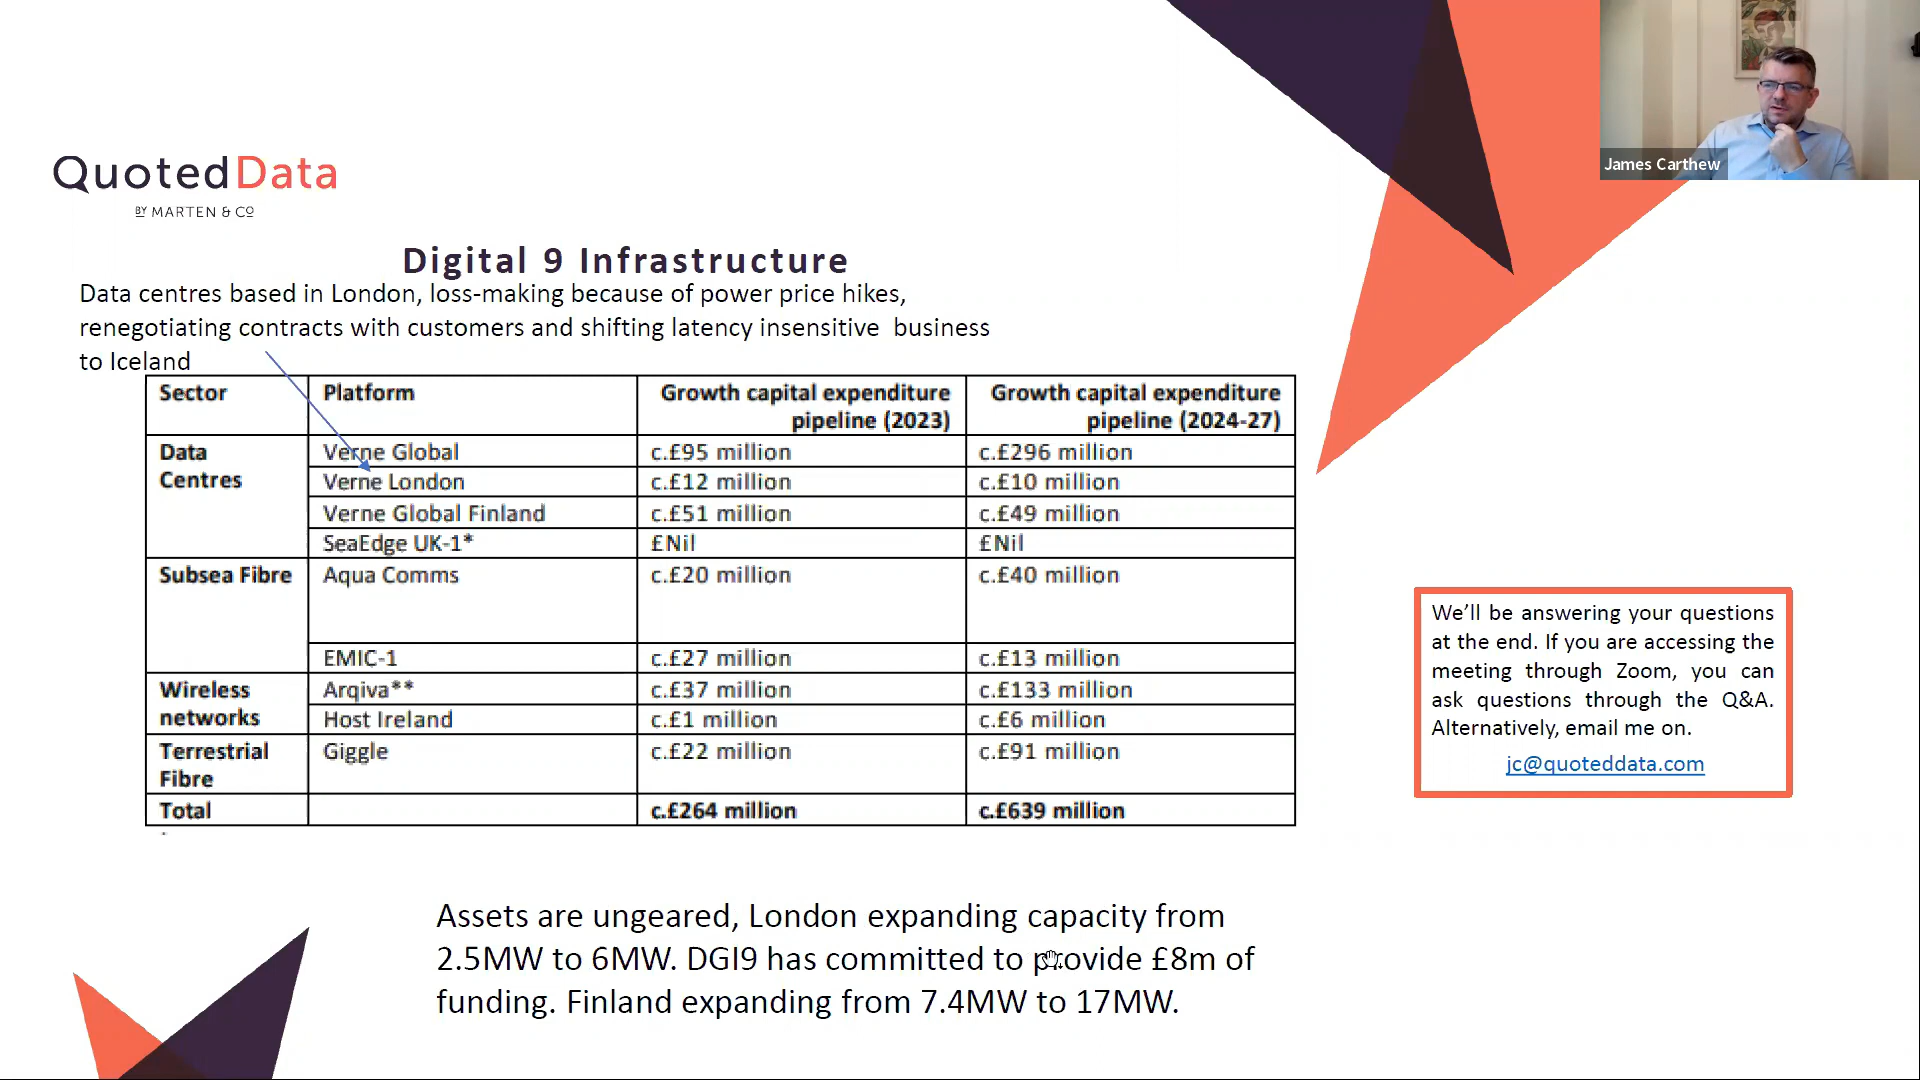 James Carthew
QuotedData
BY MARTEN & CO
Digital 9 Infrastructure
Data centres based in London, loss-making because of power price hikes,
renegotiating contracts with customers and shifting latency insensitive business
to Iceland
Sector Platform Growth capital expenditure pipeline (2023) Growth capital expenditure pipeline (2024-27)
Data Centres Verne Global c.£95 million c.£296 million
Verne London c.£12 million c.£10 million
Verne Global Finland c.£51 million c.£49 million
SeaEdge UK-1* £Nil £Nil
Subsea Fibre Aqua Comms c.£20 million c.£40 million
EMIC-1 c.£27 million c.£13 million
Wireless networks Arqiva** c.£37 million c.£133 million
Host Ireland c.£1 million c.£6 million
Terrestrial Fibre Giggle c.£22 million c.£91 million
Total c.£264 million c.£639 million
We'll be answering your questions
at the end. If you are accessing the
meeting through Zoom, you can
ask questions through the Q&A.
Alternatively, email me on.
jc@quoteddata.com
Assets are ungeared, London expanding capacity from
2.5MW to 6MW. DGI9 has committed to provide £8m of
funding. Finland expanding from 7.4MW to 17MW.